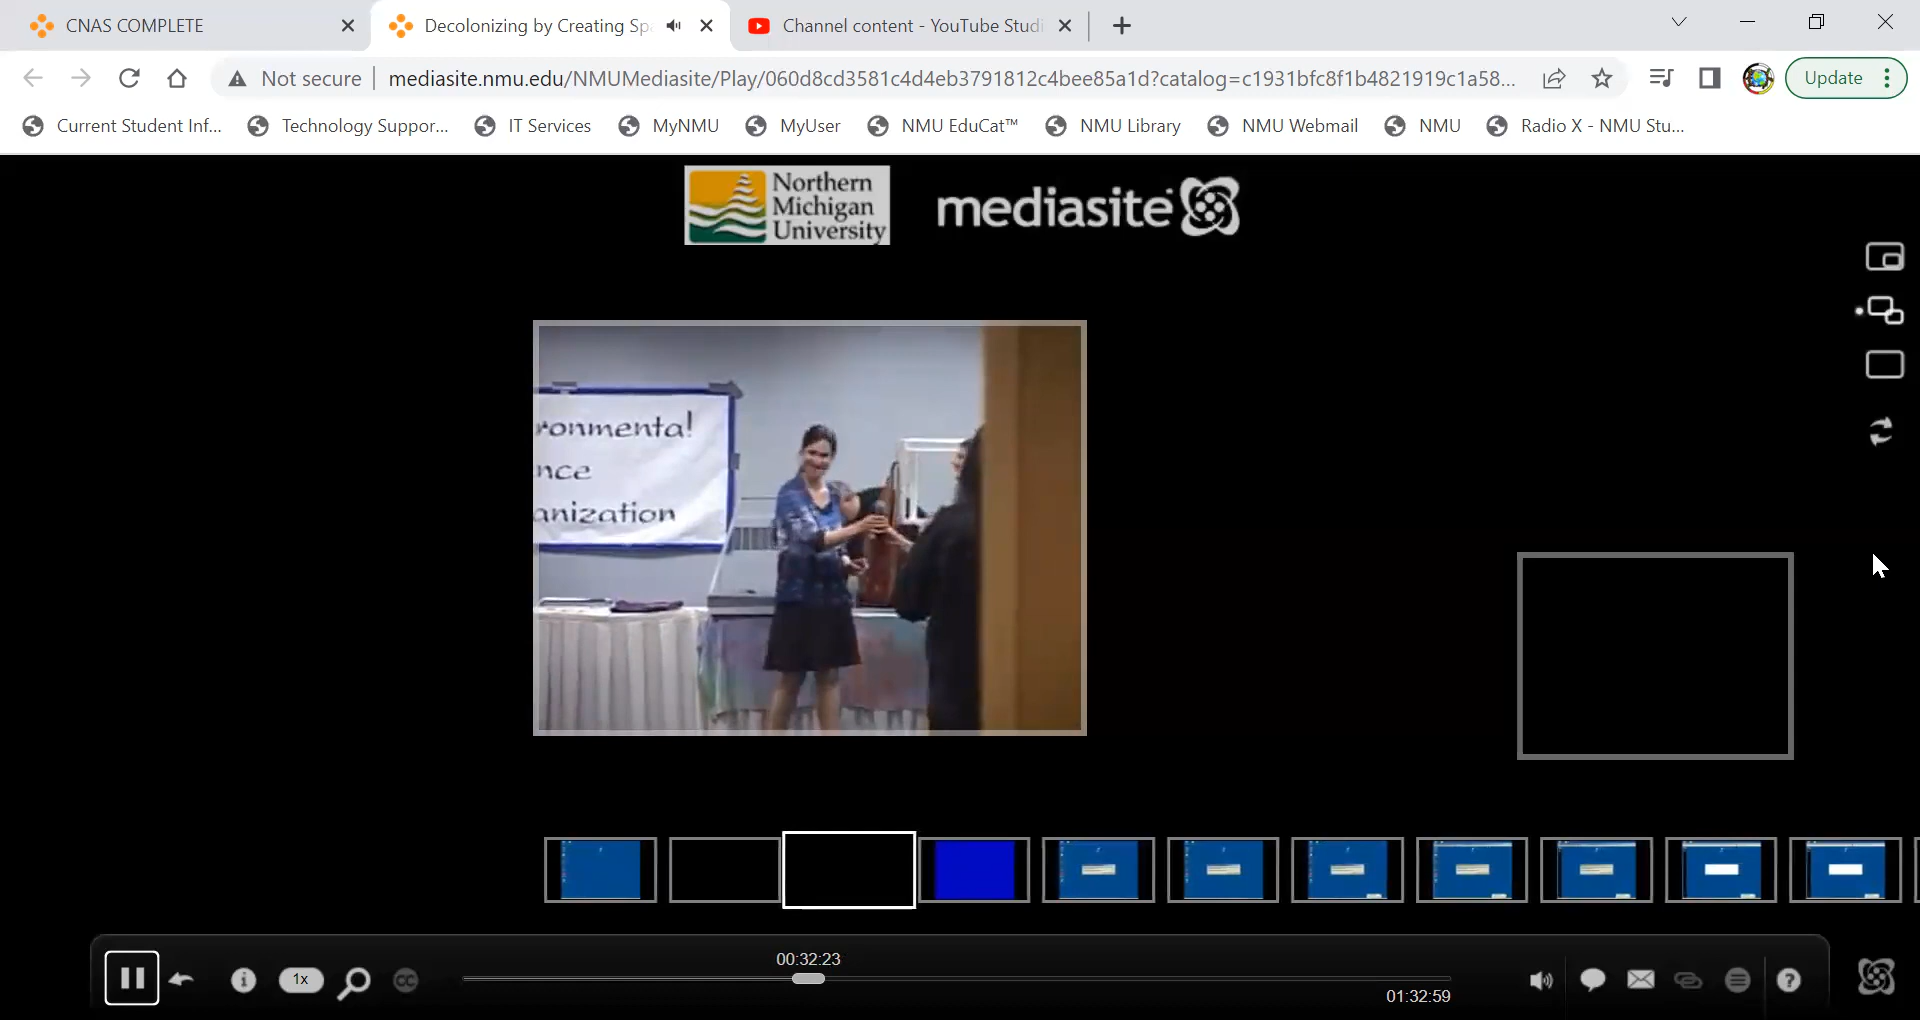 CNAS COMPLETE
Decolonizing by Creating Sp
Channel content - YouTube Studi
Not secure
mediasite.nmu.edu/NMUMediasite/Play/060d8cd3581c4d4eb3791812c4bee85a1d?catalog=c1931bfc8f1b4821919c1a58...
Update
Current Student Inf...
Technology Suppor...
IT Services
MyNMU
MyUser
NMU EduCat™
NMU Library
NMU Webmail
NMU
Radio X - NMU Stu...
Northern
Michigan
University
mediasite
ronmental
nce
anization
00:32:23
1x
CC
01:32:59